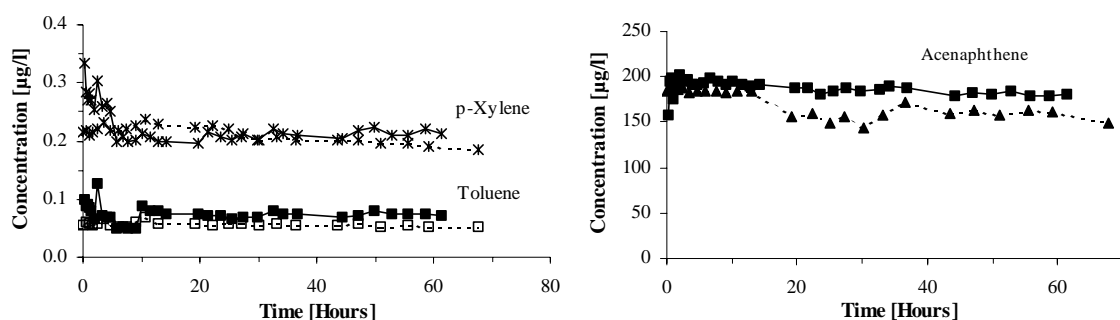 0.4
0.3
0.2
0.1
0.0
Concentration [µg/l]
p-Xylene
Toluene
0 20 40 60 80
Time [Hours]
250
200
150
100
50
0
Concentration [µg/l]
Acenaphthene
0 20 40 60
Time [Hours]